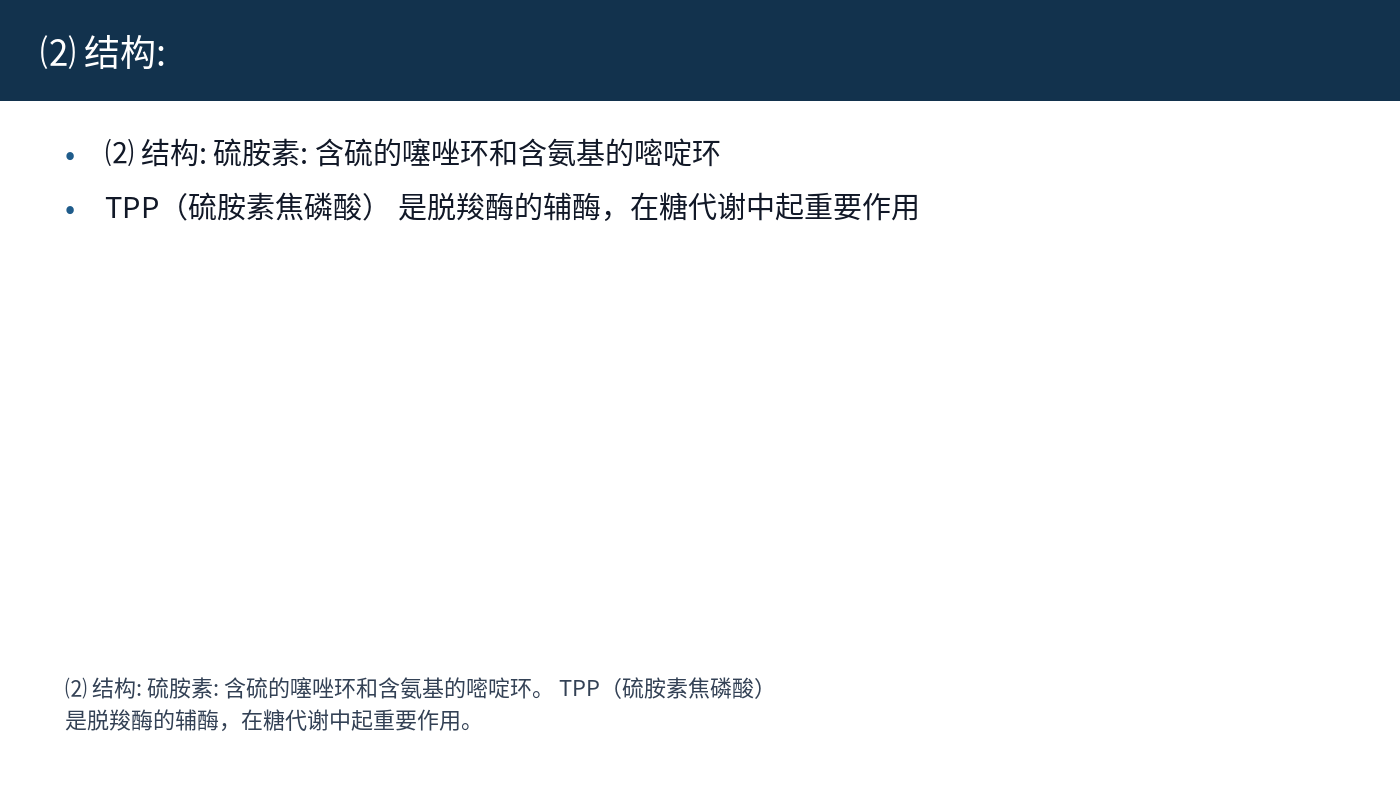 ⑵ 结构:
• ⑵ 结构: 硫胺素: 含硫的噻唑环和含氨基的嘧啶环
• TPP（硫胺素焦磷酸） 是脱羧酶的辅酶，在糖代谢中起重要作用
⑵ 结构: 硫胺素: 含硫的噻唑环和含氨基的嘧啶环。 TPP（硫胺素焦磷酸）
是脱羧酶的辅酶，在糖代谢中起重要作用。